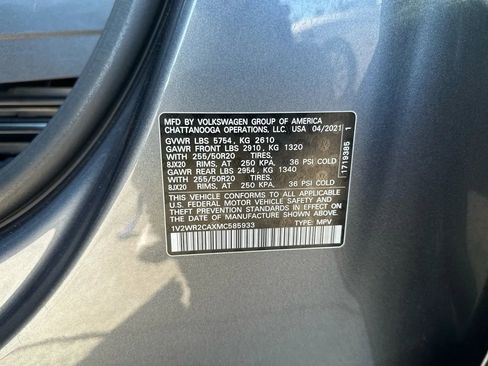 MFD BY VOLKSWAGEN GROUP OF AMERICA
CHATTANOOGA OPERATIONS, LLC. USA 04/2021
GVWR LBS 5754, KG 2610
GAWR FRONT LBS 2910, KG 1320
WITH 255/50R20 TIRES,
8JX20 RIMS, AT 250 KPA, 36 PSI COLD
GAWR REAR LBS 2954, KG 1340
WITH 255/50R20 TIRES,
8JX20 RIMS, AT 250 KPA, 36 PSI COLD
THIS VEHICLE CONFORMS TO ALL APPLICABLE
U.S. FEDERAL MOTOR VEHICLE SAFETY AND
THEFT PREVENTION STANDARDS IN EFFECT
ON THE DATE OF MANUFACTURE SHOWN ABOVE.
1V2WR2CAXMC585933 TYPE: MPV
1719385 1